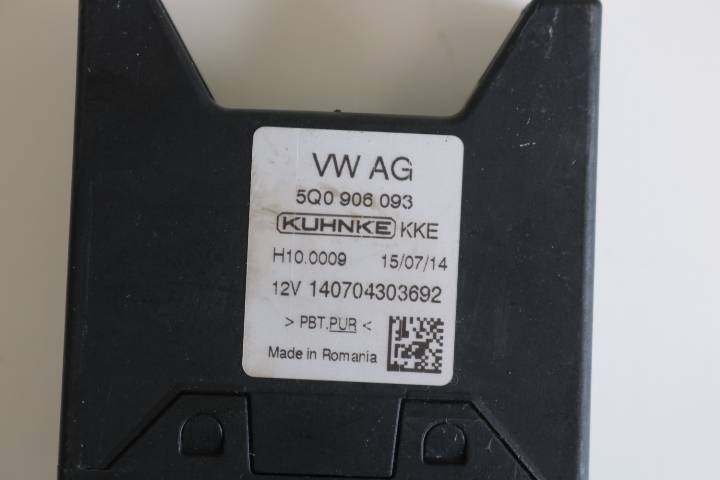 VW AG
5Q0 906 093
KUHNKE KKE
H10.0009 15/07/14
12V 140704303692
> PBT.PUR <
Made in Romania